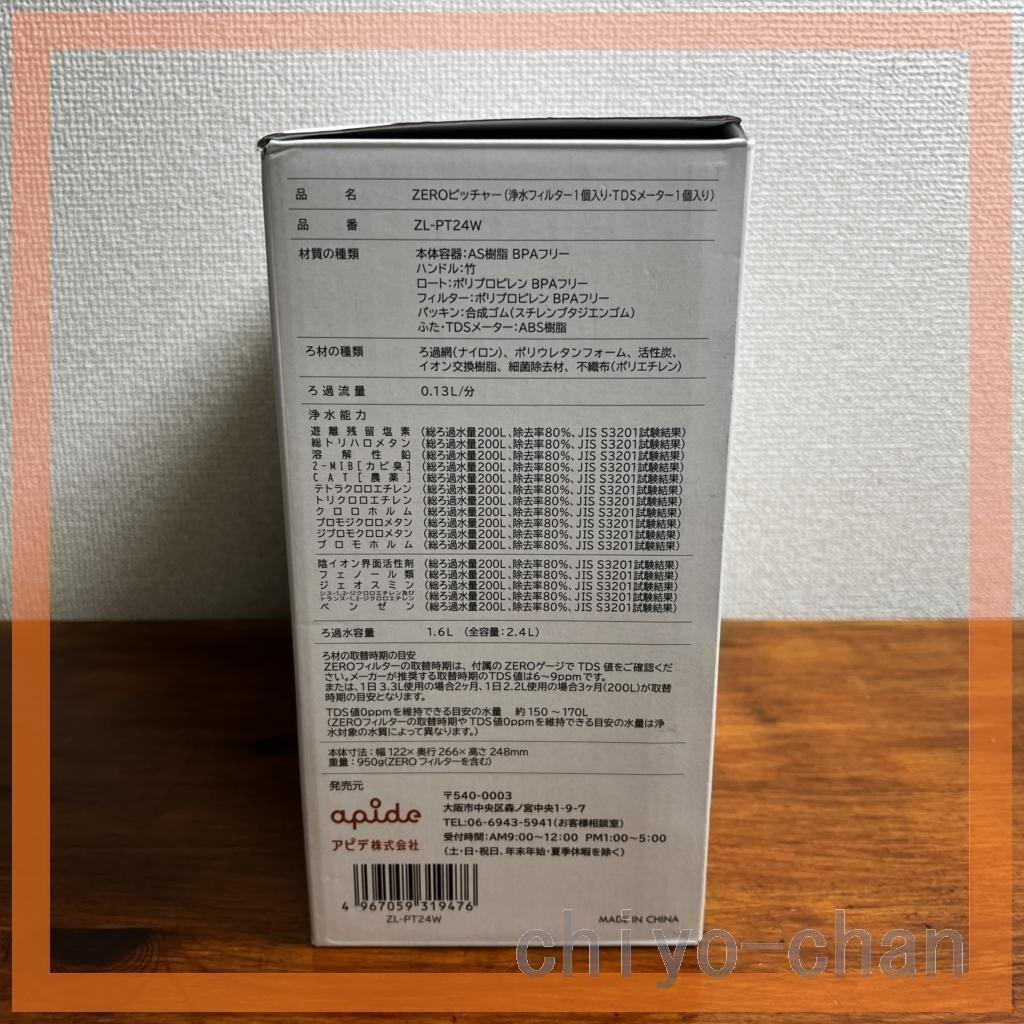 品名 ZEROピッチャー(浄水フィルター1個入り・TDSメーター1個入り)
品番 ZL-PT24W
材質の種類 本体容器:AS樹脂 BPAフリー
ハンドル:竹
ロート:ポリプロピレン BPAフリー
フィルター:ポリプロピレン BPAフリー
パッキン:合成ゴム(スチレンブタジエンゴム)
ふた・TDSメーター:ABS樹脂
ろ材の種類 ろ過網(ナイロン)、ポリウレタンフォーム、活性炭、
イオン交換樹脂、細菌除去材、不織布(ポリエチレン)
ろ過流量 0.13L/分
浄水能力
遊離残留塩素 (総ろ過水量200L、除去率80%、JIS S3201試験結果)
総トリハロメタン (総ろ過水量200L、除去率80%、JIS S3201試験結果)
溶解性鉛 (総ろ過水量200L、除去率80%、JIS S3201試験結果)
2-MIB[カビ臭] (総ろ過水量200L、除去率80%、JIS S3201試験結果)
CAT[農薬] (総ろ過水量200L、除去率80%、JIS S3201試験結果)
テトラクロロエチレン (総ろ過水量200L、除去率80%、JIS S3201試験結果)
トリクロロエチレン (総ろ過水量200L、除去率80%、JIS S3201試験結果)
クロロホルム (総ろ過水量200L、除去率80%、JIS S3201試験結果)
ブロモジクロロメタン (総ろ過水量200L、除去率80%、JIS S3201試験結果)
ジブロモクロロメタン (総ろ過水量200L、除去率80%、JIS S3201試験結果)
ブロモホルム (総ろ過水量200L、除去率80%、JIS S3201試験結果)
陰イオン界面活性剤 (総ろ過水量200L、除去率80%、JIS S3201試験結果)
フェノール類 (総ろ過水量200L、除去率80%、JIS S3201試験結果)
ジェオスミン (総ろ過水量200L、除去率80%、JIS S3201試験結果)
シス-1,2-ジクロロエチレン及び
トランス-1,2-ジクロロエチレン (総ろ過水量200L、除去率80%、JIS S3201試験結果)
ベンゼン (総ろ過水量200L、除去率80%、JIS S3201試験結果)
ろ過水容量 1.6L (全容量:2.4L)
ろ材の取替時期の目安
ZEROフィルターの取替時期は、付属のZEROゲージでTDS値をご確認くだ
さい。メーカーが推奨する取替時期のTDS値は6〜9ppmです。
または、1日3.3L使用の場合2ヶ月、1日2.2L使用の場合3ヶ月(200L)が取替
時期の目安となります。
TDS値0ppmを維持できる目安の水量 約150〜170L
(ZEROフィルターの取替時期やTDS値0ppmを維持できる目安の水量は浄
水対象の水質によって異なります。)
本体寸法:幅122×奥行266×高さ248mm
重量:950g(ZEROフィルターを含む)
発売元
apide
アピデ株式会社
〒540-0003
大阪市中央区森ノ宮中央1-9-7
TEL:06-6943-5941(お客様相談室)
受付時間:AM9:00〜12:00 PM1:00〜5:00
(土・日・祝日、年末年始・夏季休暇を除く)
4 967059 319476
ZL-PT24W
MADE IN CHINA
chiyo-chan